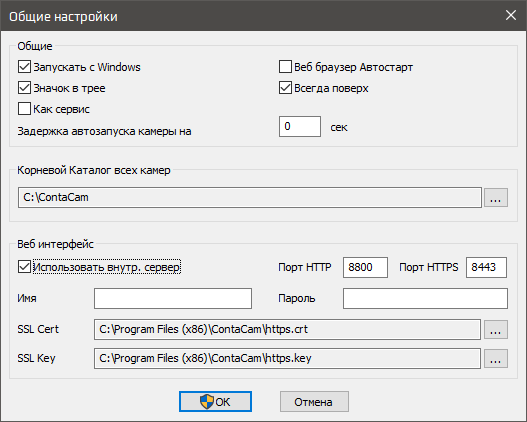 Общие настройки
Общие
Запускать с Windows
Веб браузер Автостарт
Значок в трее
Всегда поверх
Как сервис
Задержка автозапуска камеры на 0 сек
Корневой Каталог всех камер
C:\ContaCam ...
Веб интерфейс
Использовать внутр. сервер
Порт HTTP 8800 Порт HTTPS 8443
Имя Пароль
SSL Cert C:\Program Files (x86)\ContaCam\https.crt ...
SSL Key C:\Program Files (x86)\ContaCam\https.key ...
OK Отмена